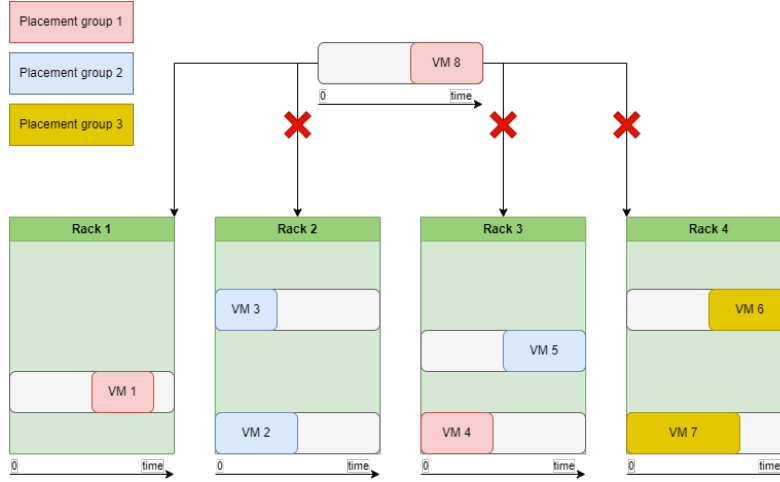 Placement group 1
Placement group 2
Placement group 3
VM 8
0 time
Rack 1
Rack 2
Rack 3
Rack 4
VM 3
VM 6
VM 5
VM 1
VM 2
VM 4
VM 7
0 time
0 time
0 time
0 time